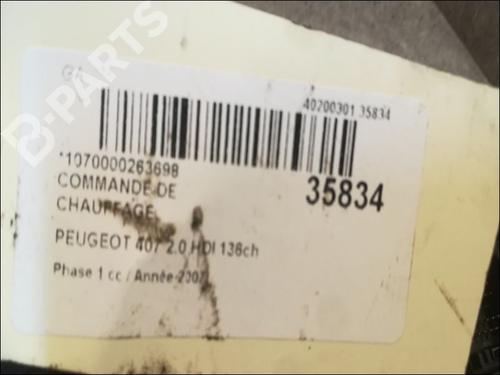 B-PARTS
40200301 35834
*1070000263698
COMMANDE DE
CHAUFFAGE
35834
PEUGEOT 407 2.0 HDI 136ch
Phase 1 cc / Année 2007